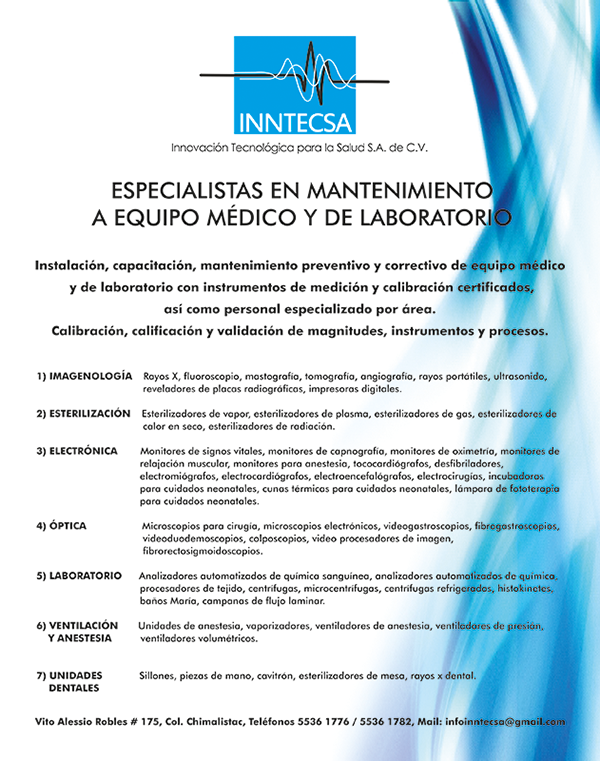 INNTECSA
Innovación Tecnológica para la Salud S.A. de C.V.
ESPECIALISTAS EN MANTENIMIENTO
A EQUIPO MÉDICO Y DE LABORATORIO
Instalación, capacitación, mantenimiento preventivo y correctivo de equipo médico
y de laboratorio con instrumentos de medición y calibración certificados,
así como personal especializado por área.
Calibración, calificación y validación de magnitudes, instrumentos y procesos.
1) IMAGENOLOGÍA Rayos X, fluoroscopio, mastografía, tomografía, angiografía, rayos portátiles, ultrasonido,
reveladores de placas radiográficas, impresoras digitales.
2) ESTERILIZACIÓN Esterilizadores de vapor, esterilizadores de plasma, esterilizadores de gas, esterilizadores de
calor en seco, esterilizadores de radiación.
3) ELECTRÓNICA Monitores de signos vitales, monitores de capnografía, monitores de oximetría, monitores de
relajación muscular, monitores para anestesia, tococardiógrafos, desfibriladores,
electromiógrafos, electrocardiógrafos, electroencefalógrafos, electrocirugías, incubadoras
para cuidados neonatales, cunas térmicas para cuidados neonatales, lámpara de fototerapia
para cuidados neonatales.
4) ÓPTICA Microscopios para cirugía, microscopios electrónicos, videogastroscopios, fibrogastroscopios,
videoduodemoscopios, colposcopios, video procesadores de imagen,
fibrorectosigmoidoscopios.
5) LABORATORIO Analizadores automatizados de química sanguínea, analizadores automatizados de química,
procesadores de tejido, centrífugas, microcentrífugas, centrífugas refrigeradas, histokinetes,
baños María, campanas de flujo laminar.
6) VENTILACIÓN Unidades de anestesia, vaporizadores, ventiladores de anestesia, ventiladores de presión,
Y ANESTESIA ventiladores volumétricos.
7) UNIDADES Sillones, piezas de mano, cavitrón, esterilizadores de mesa, rayos x dental.
DENTALES
Vito Alessio Robles # 175, Col. Chimalistac, Teléfonos 5536 1776 / 5536 1782, Mail: infoinntecsa@gmail.com